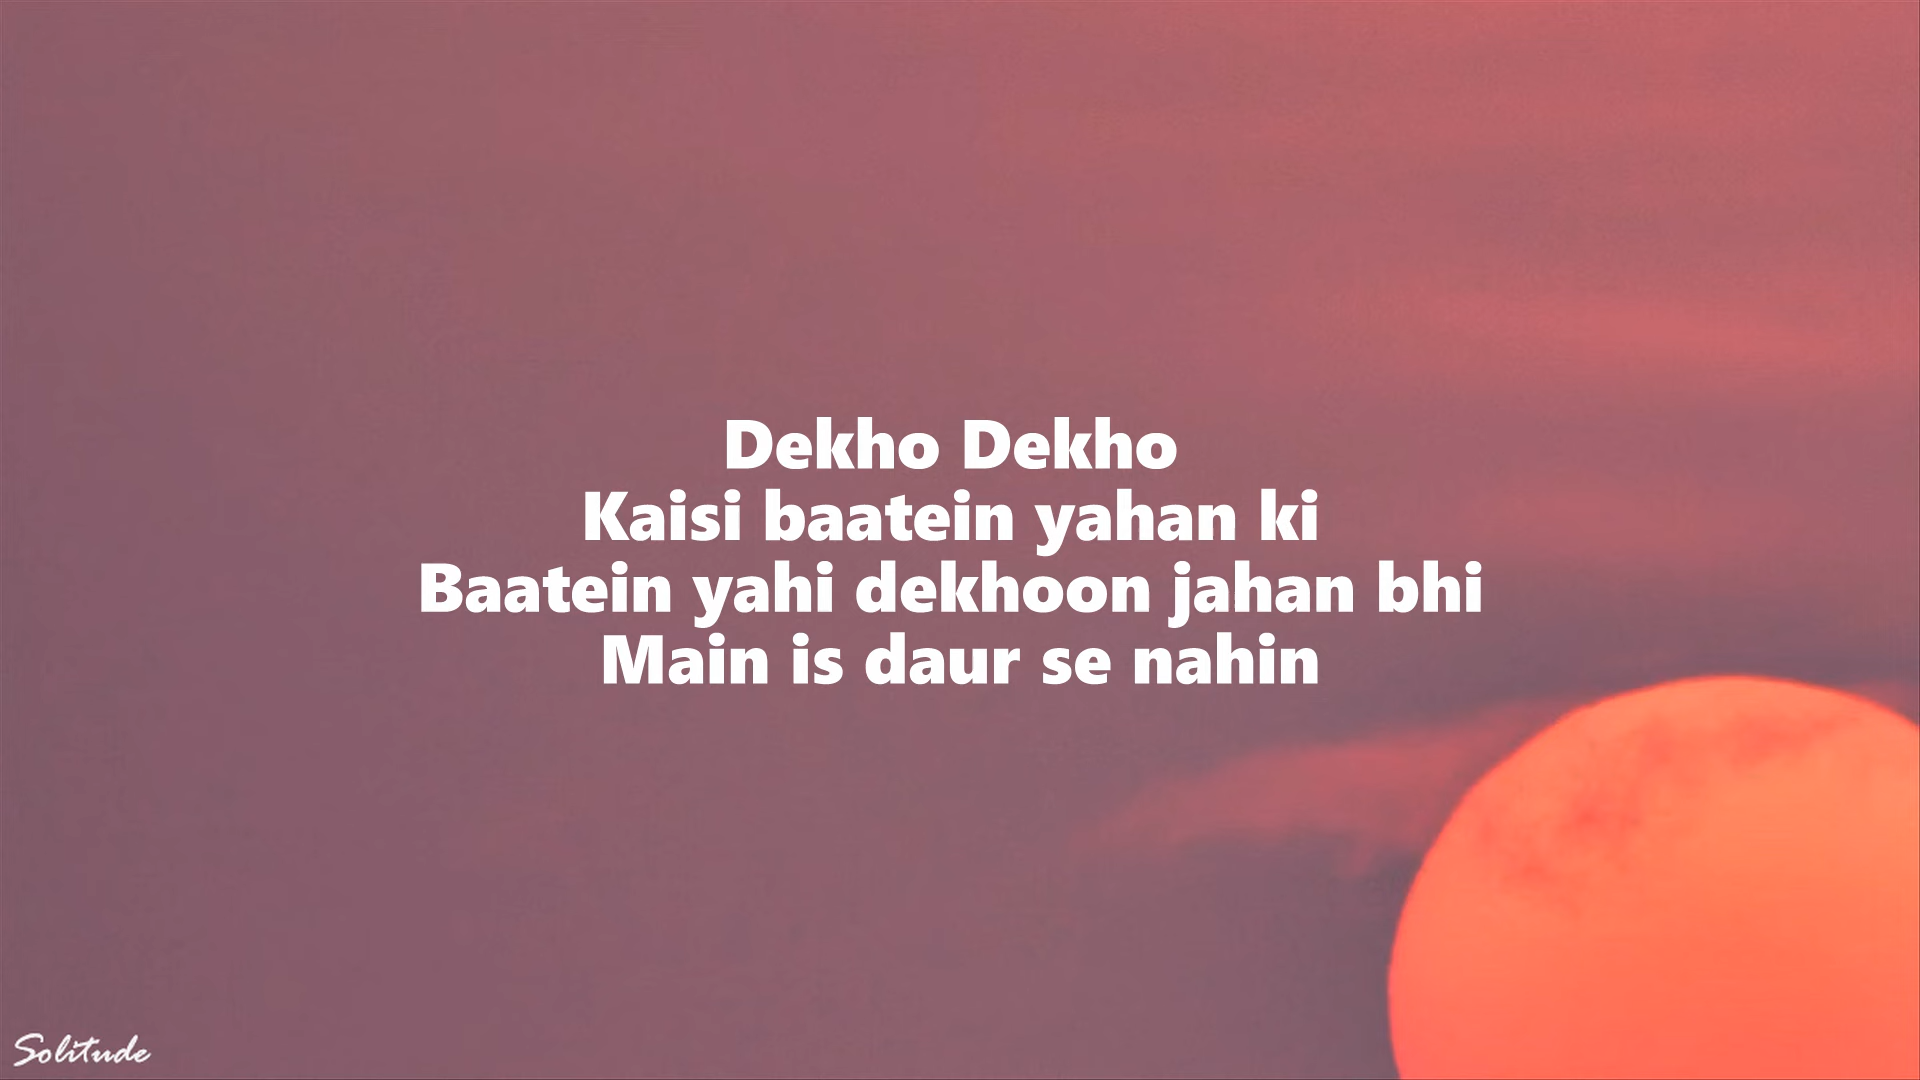 Dekho Dekho
Kaisi baatein yahan ki
Baatein yahi dekhoon jahan bhi
Main is daur se nahin
Solitude